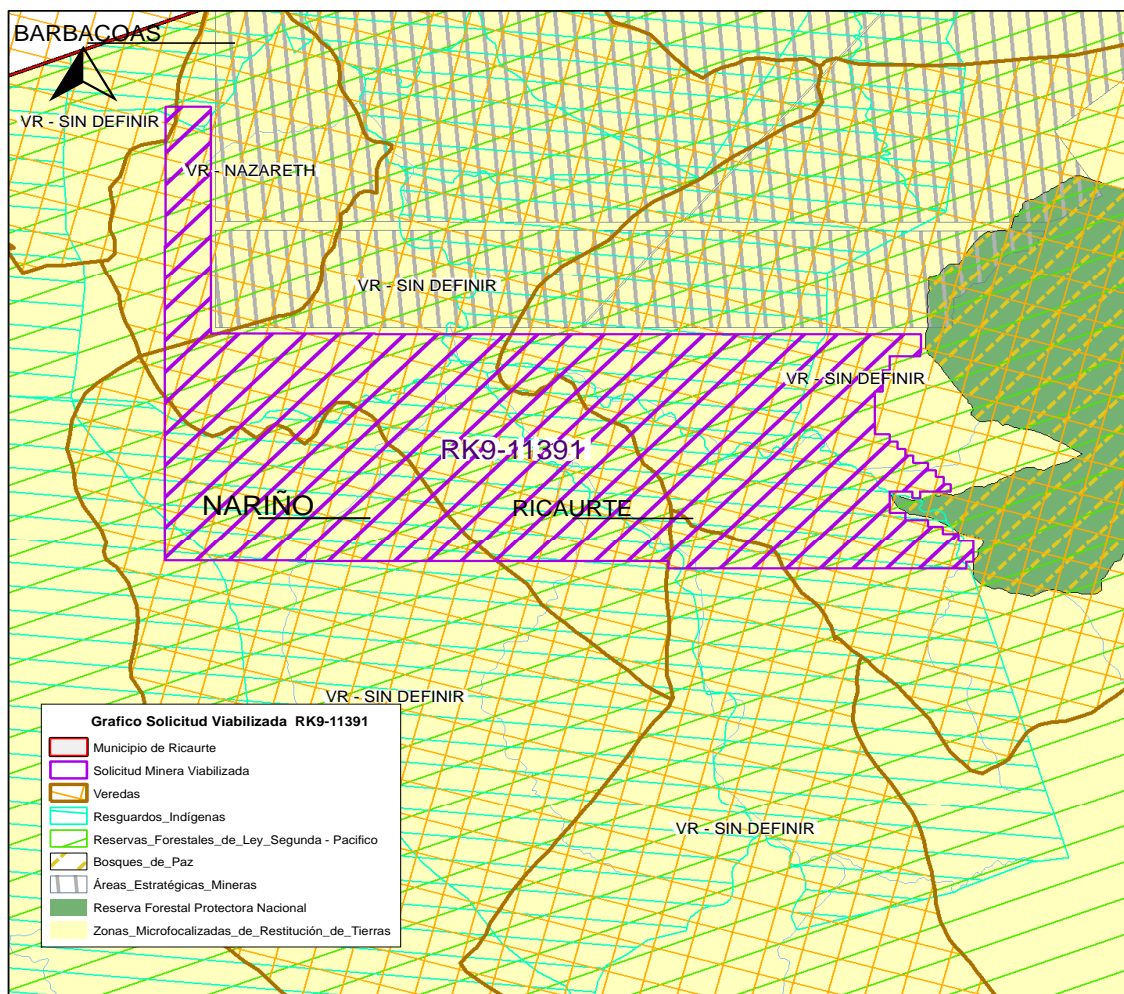 BARBACOAS
VR - SIN DEFINIR
VR - NAZARETH
VR - SIN DEFINIR
VR - SIN DEFINIR
RK9-11391
NARIÑO
RICAURTE
VR - SIN DEFINIR
VR - SIN DEFINIR
Grafico Solicitud Viabilizada RK9-11391
Municipio de Ricaurte
Solicitud Minera Viabilizada
Veredas
Resguardos_Indígenas
Reservas_Forestales_de_Ley_Segunda - Pacifico
Bosques_de_Paz
Áreas_Estratégicas_Mineras
Reserva Forestal Protectora Nacional
Zonas_Microfocalizadas_de_Restitución_de_Tierras